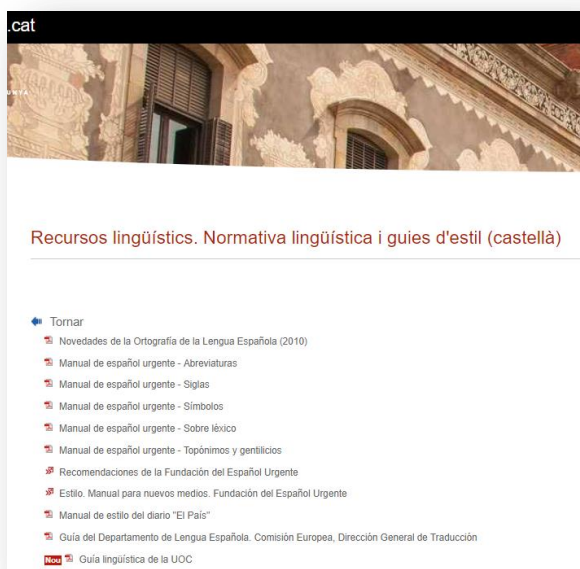 .cat
UNYA
Recursos lingüístics. Normativa lingüística i guies d'estil (castellà)
Tornar
Novedades de la Ortografía de la Lengua Española (2010)
Manual de español urgente - Abreviaturas
Manual de español urgente - Siglas
Manual de español urgente - Símbolos
Manual de español urgente - Sobre léxico
Manual de español urgente - Topónimos y gentilicios
Recomendaciones de la Fundación del Español Urgente
Estilo. Manual para nuevos medios. Fundación del Español Urgente
Manual de estilo del diario "El País"
Guía del Departamento de Lengua Española. Comisión Europea, Dirección General de Traducción
Nou Guía lingüística de la UOC